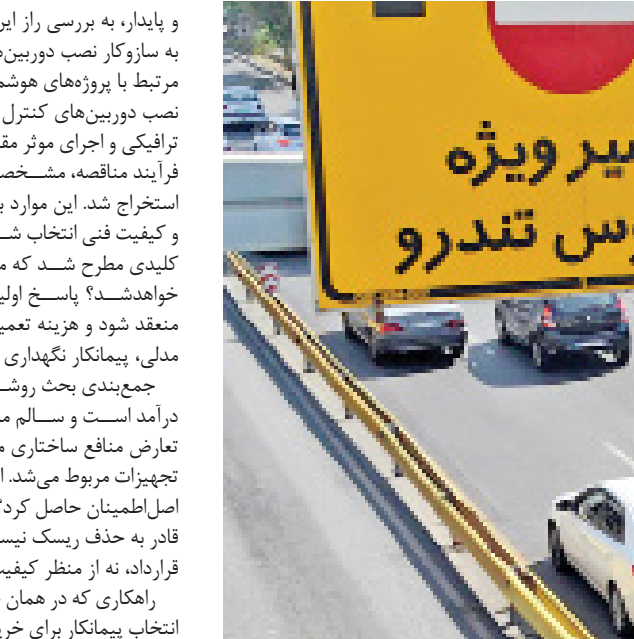 و پایدار، به بررسی راز این
به سازوکار نصب دوربین‌
مرتبط با پروژه‌های هوشم
نصب دوربین‌های کنترل
ترافیکی و اجرای موثر مق
فرآیند مناقصه، مشـخص
استخراج شد. این موارد ب
و کیفیت فنی انتخاب شـ
کلیدی مطرح شـد که م
خواهدشـد؟ پاسـخ اولی
منعقد شود و هزینه تعمی
مدلی، پیمانکار نگهداری
جمع‌بندی بحث روشـ
درآمد اسـت و سـالم م
تعارض منافع ساختاری م
تجهیزات مربوط می‌شد. ا
اصل‌اطمینان حاصل کرد؟
قادر به حذف ریسک نیس
قرارداد، نه از منظر کیفیت
راهکاری که در همان
انتخاب پیمانکار برای خری
یر ویژه
وس تندرو